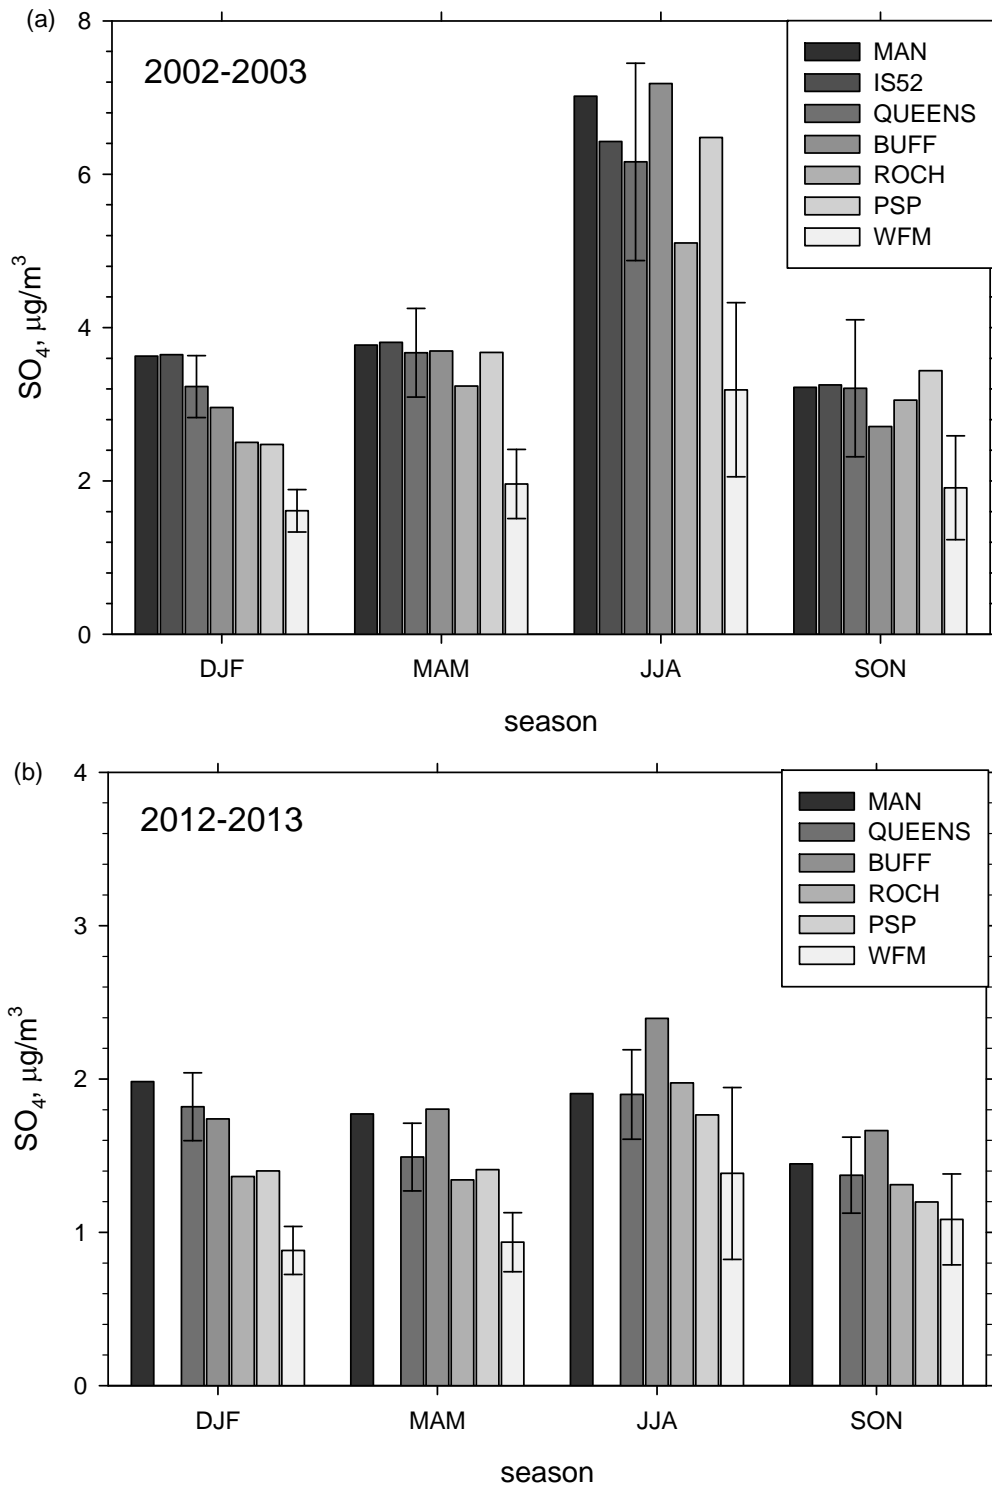 (a)
2002-2003
8
6
4
2
0
SO₄, μg/m³
MAN
IS52
QUEENS
BUFF
ROCH
PSP
WFM
DJF MAM JJA SON
season
(b)
2012-2013
4
3
2
1
0
SO₄, μg/m³
MAN
QUEENS
BUFF
ROCH
PSP
WFM
DJF MAM JJA SON
season